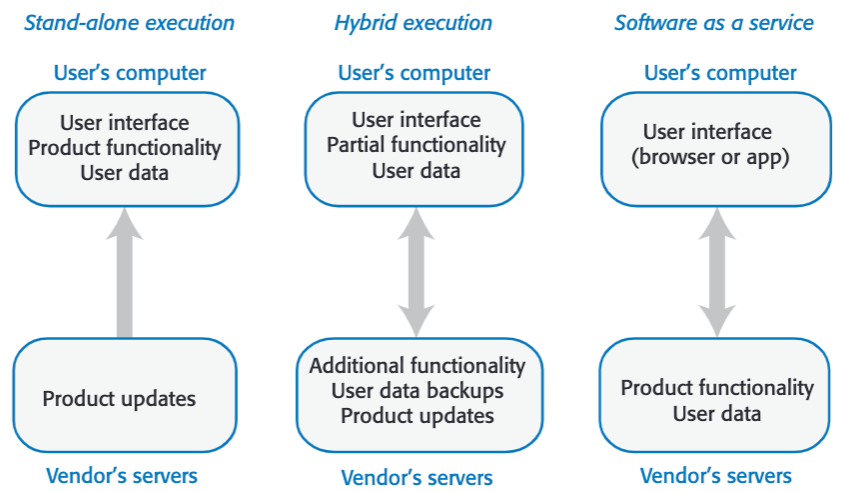 Stand-alone execution
Hybrid execution
Software as a service
User's computer
User's computer
User's computer
User interface
Product functionality
User data
User interface
Partial functionality
User data
User interface
(browser or app)
Product updates
Additional functionality
User data backups
Product updates
Product functionality
User data
Vendor's servers
Vendor's servers
Vendor's servers